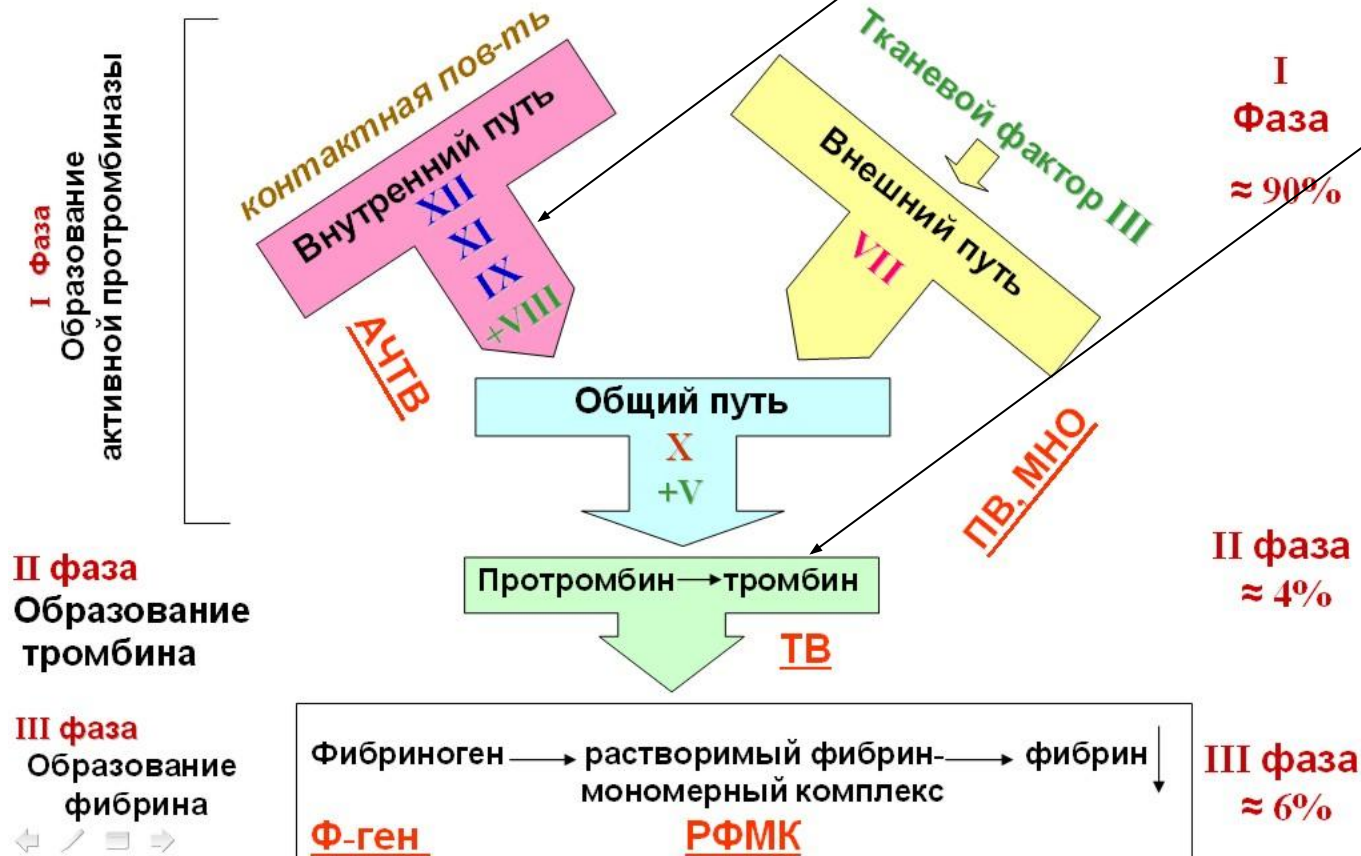 I Фаза
Образование
активной протромбиназы
контактная пов-ть
Внутренний путь
XII
XI
IX
+VIII
АЧТВ
Тканевой фактор III
Внешний путь
VII
ПВ, МНО
I
Фаза
≈ 90%
Общий путь
X
+V
II фаза
Образование
тромбина
Протромбин → тромбин
ТВ
II фаза
≈ 4%
III фаза
Образование
фибрина
Фибриноген → растворимый фибрин- → фибрин ↓
мономерный комплекс
Ф-ген
РФМК
III фаза
≈ 6%